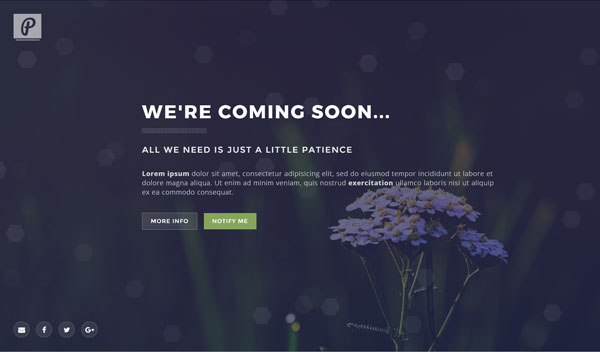 P
WE'RE COMING SOON...
ALL WE NEED IS JUST A LITTLE PATIENCE
Lorem ipsum dolor sit amet, consectetur adipisicing elit, sed do eiusmod tempor incididunt ut labore et
dolore magna aliqua. Ut enim ad minim veniam, quis nostrud exercitation ullamco laboris nisi ut aliquip
ex ea commodo consequat.
MORE INFO NOTIFY ME
f G+